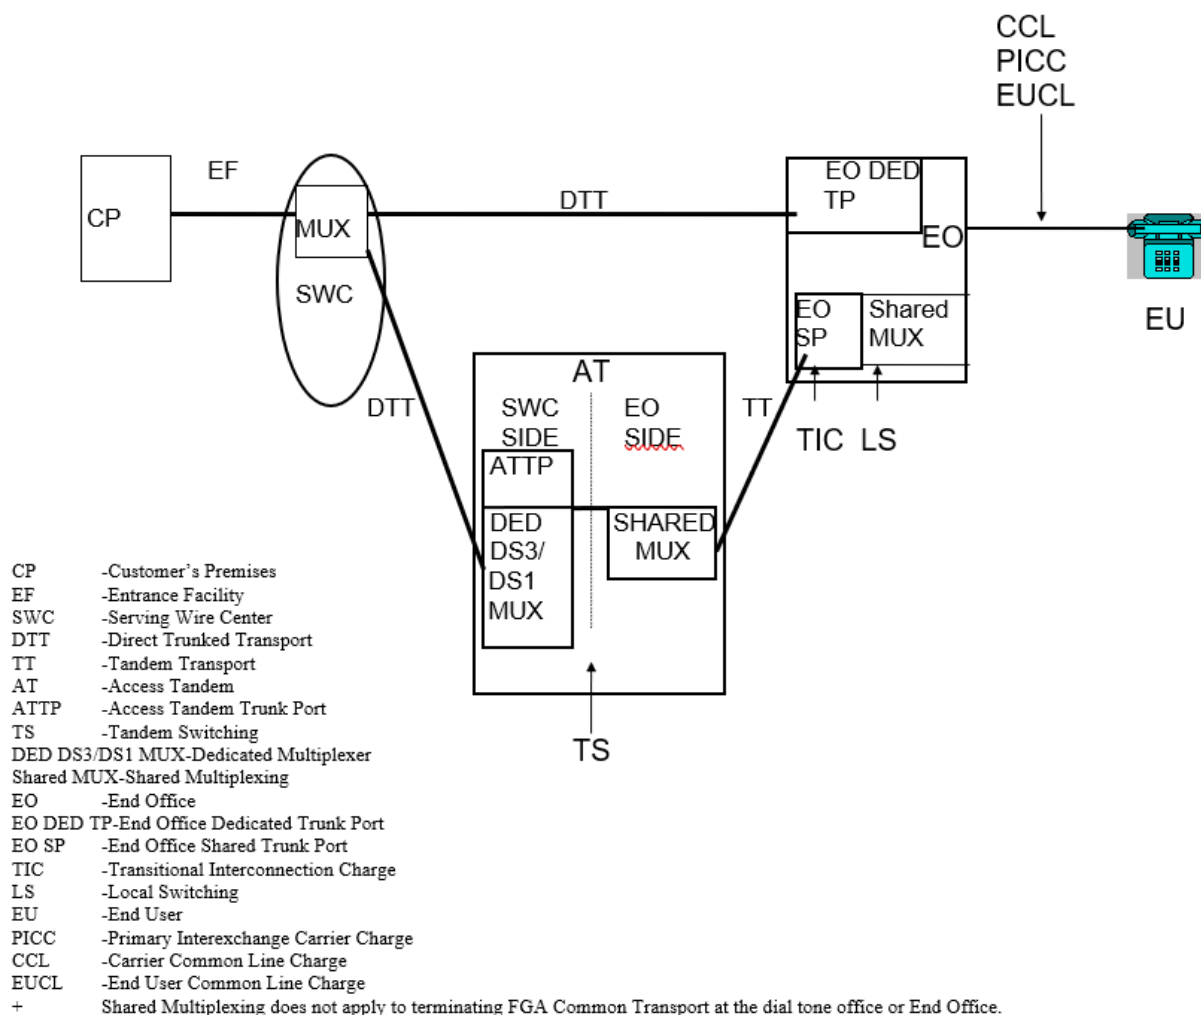 CCL
PICC
EUCL
EF
CP
MUX
SWC
DTT
EO DED
TP
EO
EU
EO
SP
Shared
MUX
TIC LS
DTT
TT
AT
SWC
SIDE
EO
SIDE
ATTP
DED
DS3/
DS1
MUX
SHARED
MUX
TS
CP -Customer’s Premises
EF -Entrance Facility
SWC -Serving Wire Center
DTT -Direct Trunked Transport
TT -Tandem Transport
AT -Access Tandem
ATTP -Access Tandem Trunk Port
TS -Tandem Switching
DED DS3/DS1 MUX-Dedicated Multiplexer
Shared MUX-Shared Multiplexing
EO -End Office
EO DED TP-End Office Dedicated Trunk Port
EO SP -End Office Shared Trunk Port
TIC -Transitional Interconnection Charge
LS -Local Switching
EU -End User
PICC -Primary Interexchange Carrier Charge
CCL -Carrier Common Line Charge
EUCL -End User Common Line Charge
+ Shared Multiplexing does not apply to terminating FGA Common Transport at the dial tone office or End Office.